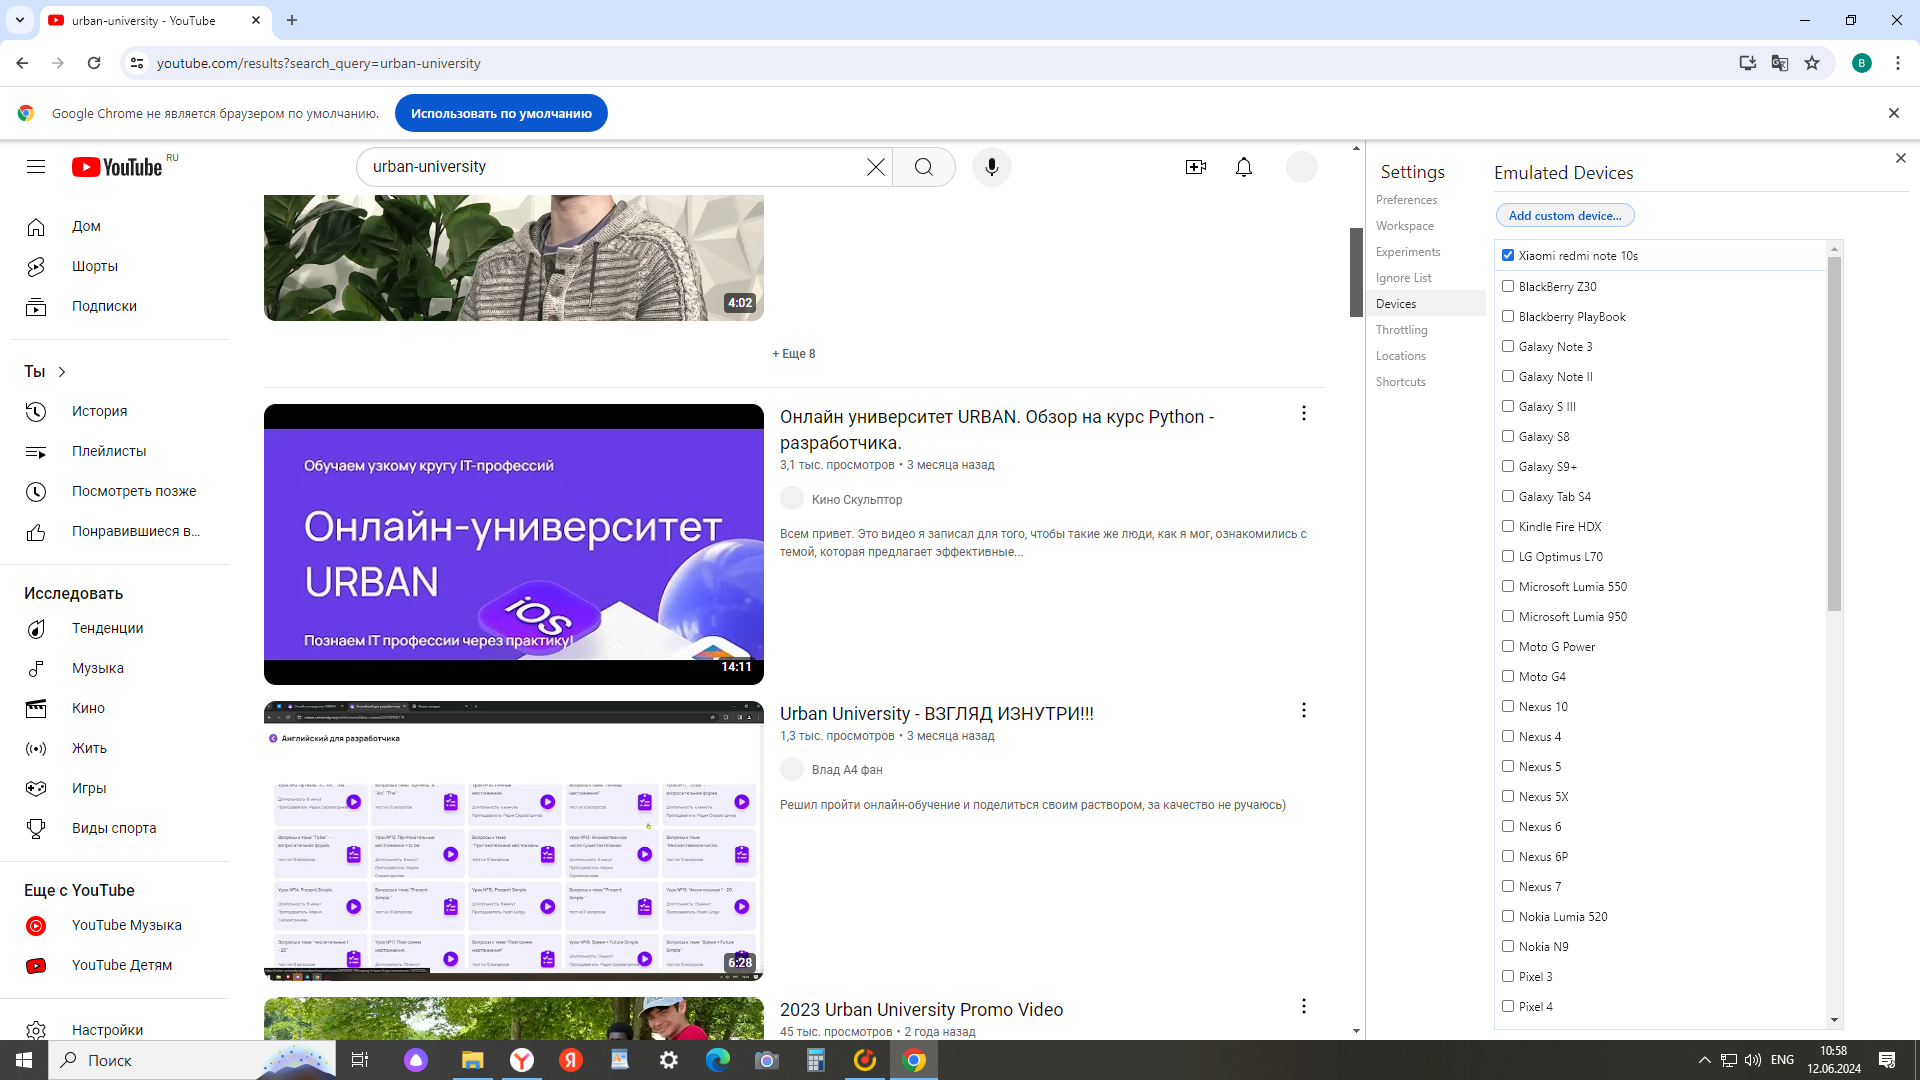 urban-university - YouTube
youtube.com/results?search_query=urban-university
B
Google Chrome не является браузером по умолчанию.
Использовать по умолчанию
YouTube RU
urban-university
Дом
Шорты
Подписки
Ты
История
Плейлисты
Посмотреть позже
Понравившиеся в...
Исследовать
Тенденции
Музыка
Кино
Жить
Игры
Виды спорта
Еще с YouTube
YouTube Музыка
YouTube Детям
Настройки
4:02
+ Еще 8
Обучаем узкому кругу IT-профессий
Онлайн-университет
URBAN
iOS
Познаем IT профессии через практику!
14:11
Онлайн университет URBAN. Обзор на курс Python -
разработчика.
3,1 тыс. просмотров • 3 месяца назад
Кино Скульптор
Всем привет. Это видео я записал для того, чтобы такие же люди, как я мог, ознакомились с
темой, которая предлагает эффективные...
Английский для разработчика
6:28
Urban University - ВЗГЛЯД ИЗНУТРИ!!!
1,3 тыс. просмотров • 3 месяца назад
Влад А4 фан
Решил пройти онлайн-обучение и поделиться своим раствором, за качество не ручаюсь)
2023 Urban University Promo Video
45 тыс. просмотров • 2 года назад
Settings
Preferences
Workspace
Experiments
Ignore List
Devices
Throttling
Locations
Shortcuts
Emulated Devices
Add custom device...
Xiaomi redmi note 10s
BlackBerry Z30
Blackberry PlayBook
Galaxy Note 3
Galaxy Note II
Galaxy S III
Galaxy S8
Galaxy S9+
Galaxy Tab S4
Kindle Fire HDX
LG Optimus L70
Microsoft Lumia 550
Microsoft Lumia 950
Moto G Power
Moto G4
Nexus 10
Nexus 4
Nexus 5
Nexus 5X
Nexus 6
Nexus 6P
Nexus 7
Nokia Lumia 520
Nokia N9
Pixel 3
Pixel 4
Поиск
ENG
10:58
12.06.2024